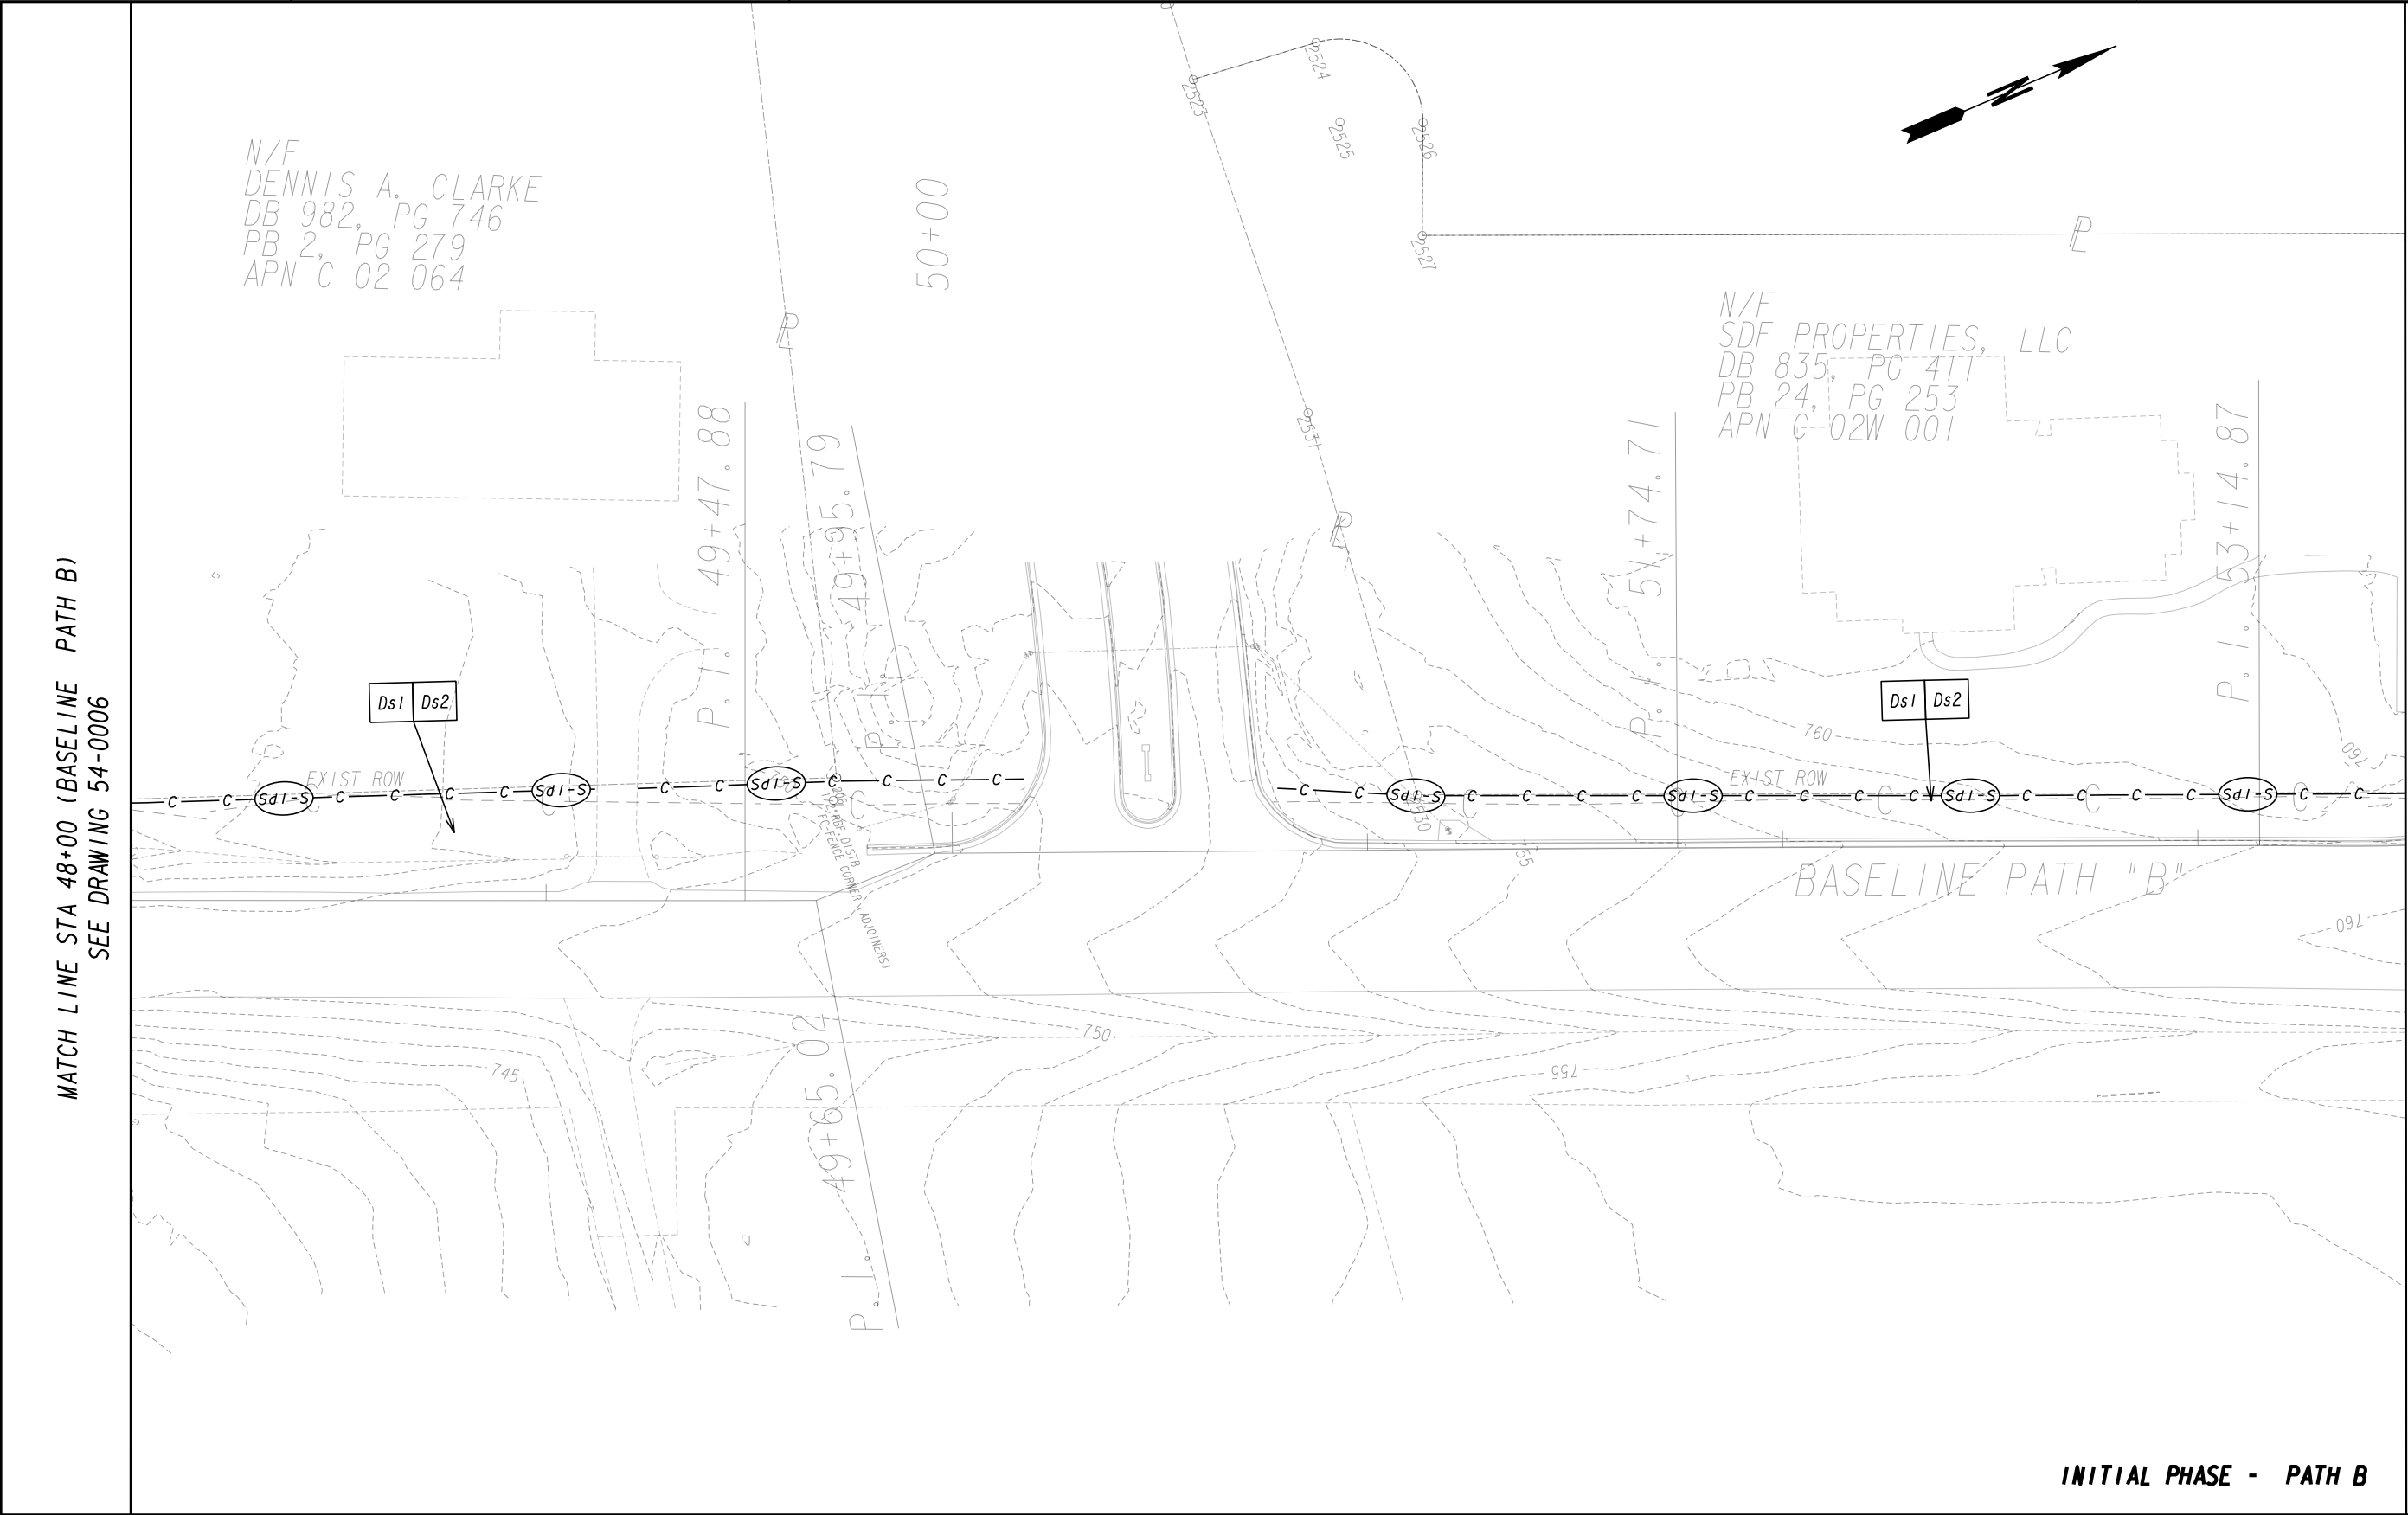 N
2524
2523
2525
2526
2527
N/F
DENNIS A. CLARKE
DB 982, PG 746
PB 2, PG 279
APN C 02 064
50+00
P
P
N/F
SDF PROPERTIES, LLC
DB 835, PG 411
PB 24, PG 253
APN C 02W 001
P.I. 49+47.88
P.I. 49+95.79
2531
P
P.I. 51+74.71
P.I. 53+14.87
MATCH LINE STA 48+00 (BASELINE PATH B)
SEE DRAWING 54-0006
Ds1 Ds2
Ds1 Ds2
760
760
EXIST ROW
EXIST ROW
C C Sd1-S C C C C Sd1-S C C Sd1-S C C C C
C C Sd1-S C C C C Sd1-S C C C C Sd1-S C C C C Sd1-S C C
C C C C C C C
RBF DISTB
FC-FENCE CORNER (ADJOINERS)
755
BASELINE PATH "B"
760
750
745
755
P.I. 49+65.02
INITIAL PHASE - PATH B